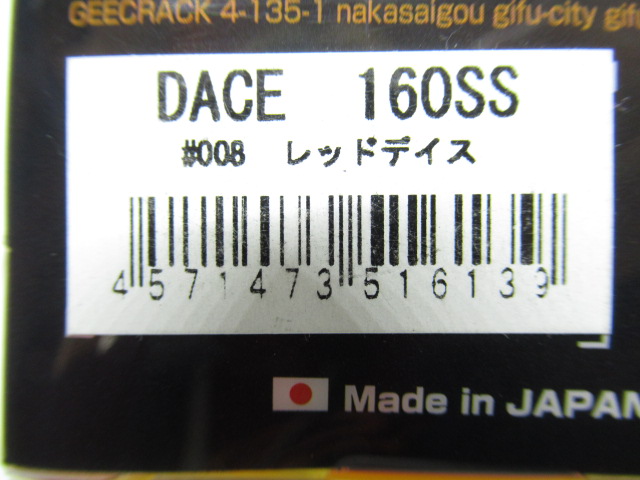 GEECRACK 4-135-1 nakasaigou gifu-city gif
DACE 160SS
#008 レッドデイス
4571473516139
Made in JAPAN